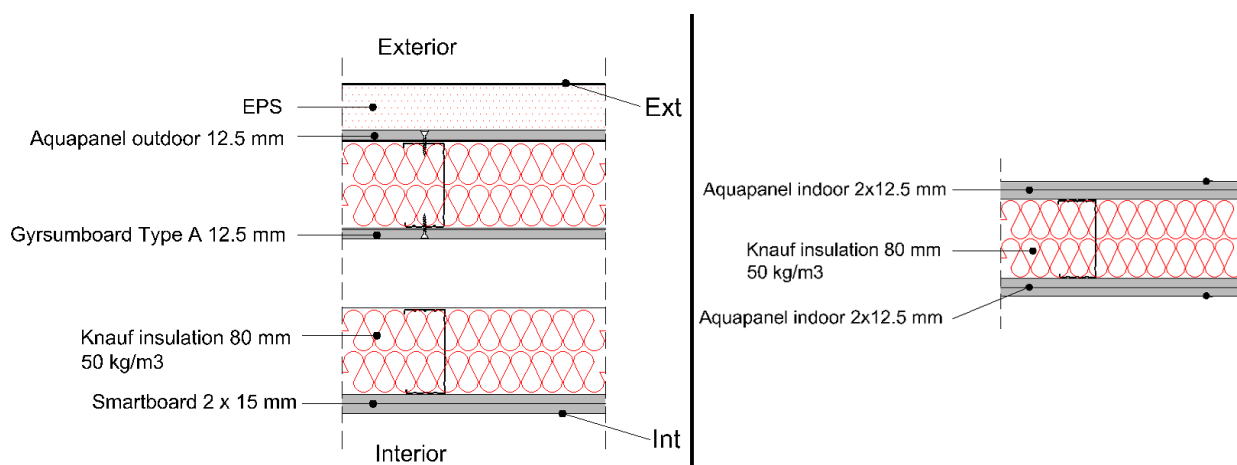 Exterior
EPS
Ext
Aquapanel outdoor 12.5 mm
Gyrsumboard Type A 12.5 mm
Knauf insulation 80 mm
50 kg/m3
Smartboard 2 x 15 mm
Int
Interior
Aquapanel indoor 2x12.5 mm
Knauf insulation 80 mm
50 kg/m3
Aquapanel indoor 2x12.5 mm